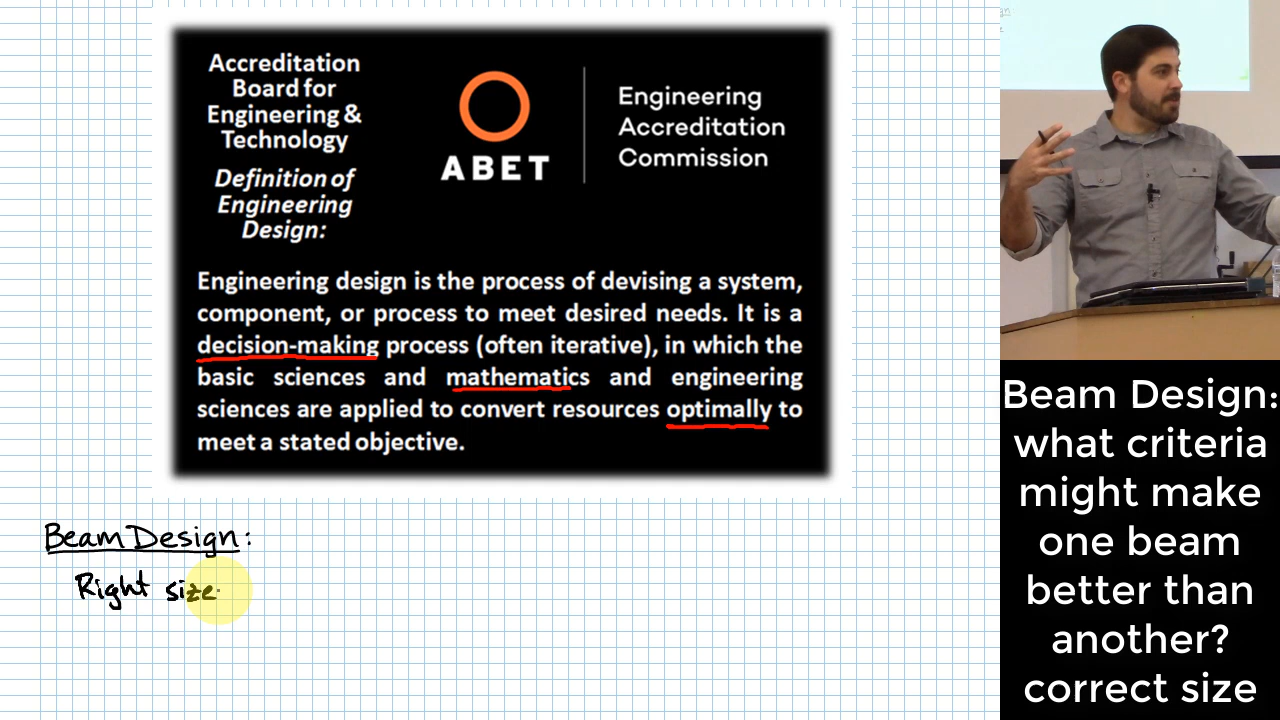 Accreditation
Board for
Engineering &
Technology
Definition of
Engineering
Design:
ABET
Engineering
Accreditation
Commission
Engineering design is the process of devising a system,
component, or process to meet desired needs. It is a
decision-making process (often iterative), in which the
basic sciences and mathematics and engineering
sciences are applied to convert resources optimally to
meet a stated objective.
Beam Design:
Right size
Beam Design:
what criteria
might make
one beam
better than
another?
correct size